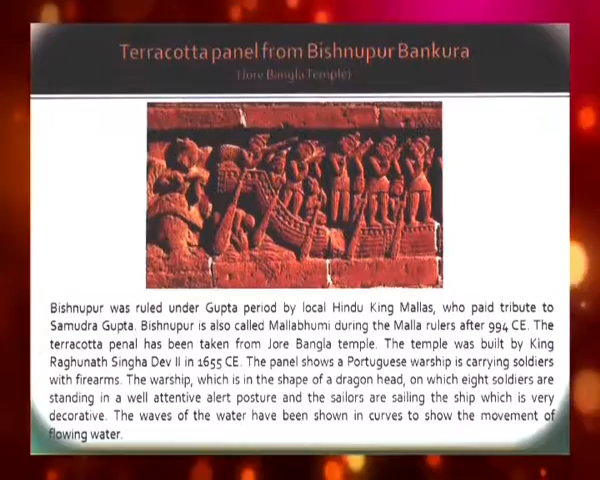 Terracotta panel from Bishnupur Bankura
(Jore Bangla Temple)
Bishnupur was ruled under Gupta period by local Hindu King Mallas, who paid tribute to
Samudra Gupta. Bishnupur is also called Mallabhumi during the Malla rulers after 994 CE. The
terracotta penal has been taken from Jore Bangla temple. The temple was built by King
Raghunath Singha Dev II in 1655 CE. The panel shows a Portuguese warship is carrying soldiers
with firearms. The warship, which is in the shape of a dragon head, on which eight soldiers are
standing in a well attentive alert posture and the sailors are sailing the ship which is very
decorative. The waves of the water have been shown in curves to show the movement of
flowing water.